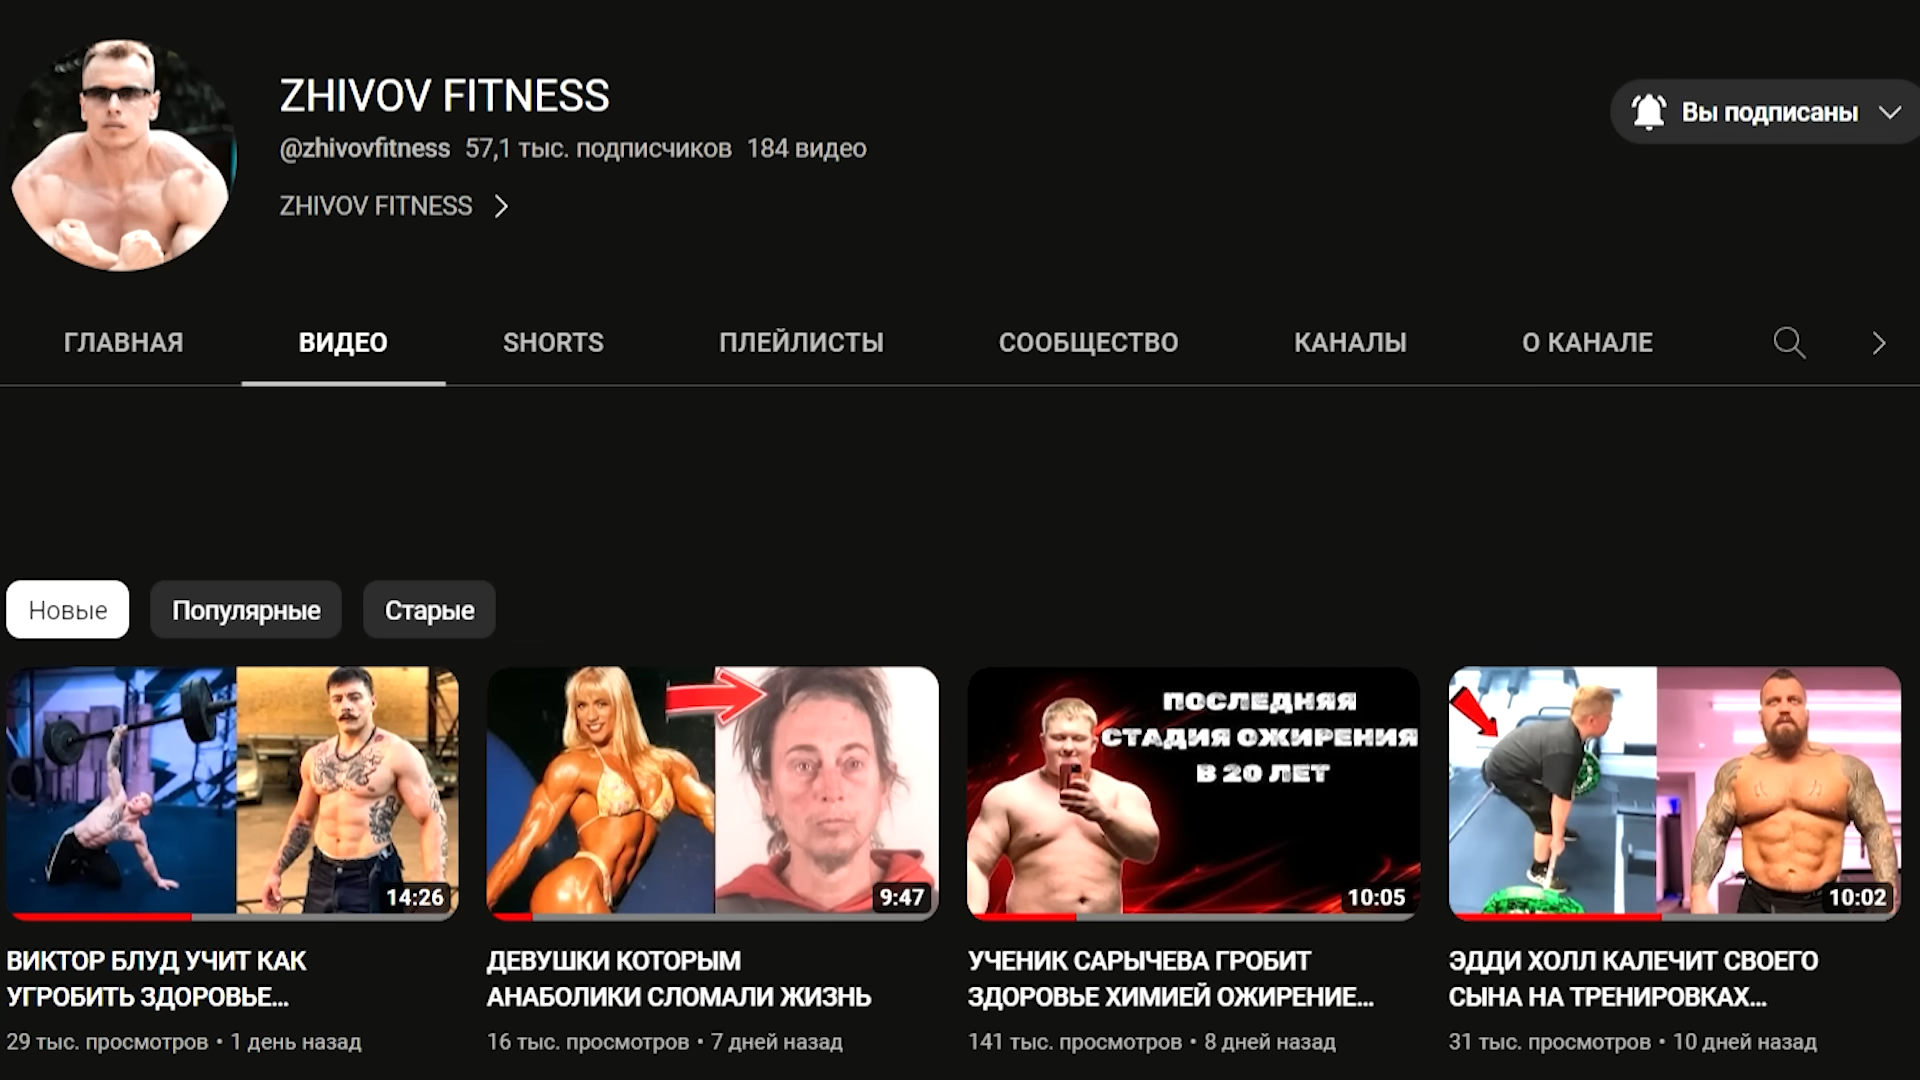 ZHIVOV FITNESS
@zhivovfitness 57,1 тыс. подписчиков 184 видео
ZHIVOV FITNESS
Вы подписаны
ГЛАВНАЯ ВИДЕО SHORTS ПЛЕЙЛИСТЫ СООБЩЕСТВО КАНАЛЫ О КАНАЛЕ
Новые Популярные Старые
14:26
9:47
ПОСЛЕДНЯЯ
СТАДИЯ ОЖИРЕНИЯ
В 20 ЛЕТ
10:05
10:02
ВИКТОР БЛУД УЧИТ КАК
УГРОБИТЬ ЗДОРОВЬЕ...
29 тыс. просмотров • 1 день назад
ДЕВУШКИ КОТОРЫМ
АНАБОЛИКИ СЛОМАЛИ ЖИЗНЬ
16 тыс. просмотров • 7 дней назад
УЧЕНИК САРЫЧЕВА ГРОБИТ
ЗДОРОВЬЕ ХИМИЕЙ ОЖИРЕНИЕ...
141 тыс. просмотров • 8 дней назад
ЭДДИ ХОЛЛ КАЛЕЧИТ СВОЕГО
СЫНА НА ТРЕНИРОВКАХ...
31 тыс. просмотров • 10 дней назад